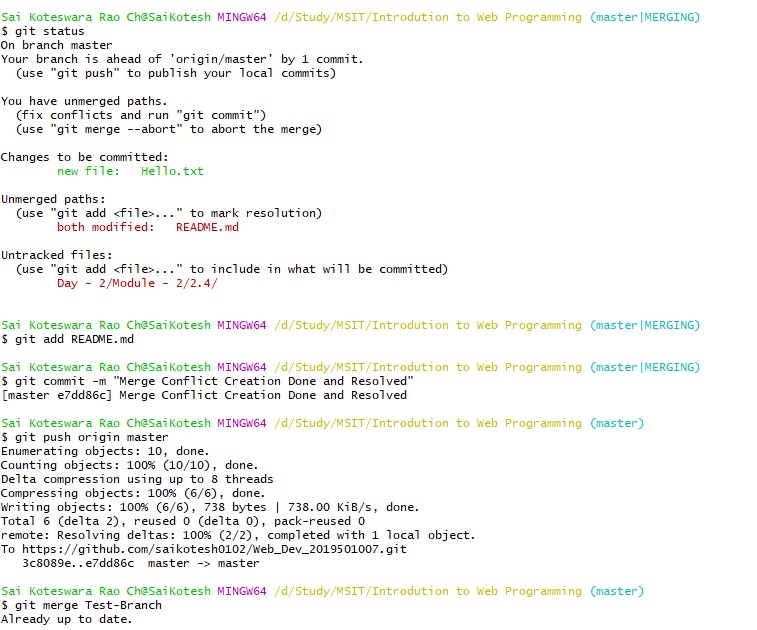 Sai Koteswara Rao Ch@SaiKotesh MINGW64 /d/Study/MSIT/Introdution to Web Programming (master|MERGING)
$ git status
On branch master
Your branch is ahead of 'origin/master' by 1 commit.
  (use "git push" to publish your local commits)

You have unmerged paths.
  (fix conflicts and run "git commit")
  (use "git merge --abort" to abort the merge)

Changes to be committed:
        new file:   Hello.txt

Unmerged paths:
  (use "git add <file>..." to mark resolution)
        both modified:   README.md

Untracked files:
  (use "git add <file>..." to include in what will be committed)
        Day - 2/Module - 2/2.4/

Sai Koteswara Rao Ch@SaiKotesh MINGW64 /d/Study/MSIT/Introdution to Web Programming (master|MERGING)
$ git add README.md

Sai Koteswara Rao Ch@SaiKotesh MINGW64 /d/Study/MSIT/Introdution to Web Programming (master|MERGING)
$ git commit -m "Merge Conflict Creation Done and Resolved"
[master e7dd86c] Merge Conflict Creation Done and Resolved

Sai Koteswara Rao Ch@SaiKotesh MINGW64 /d/Study/MSIT/Introdution to Web Programming (master)
$ git push origin master
Enumerating objects: 10, done.
Counting objects: 100% (10/10), done.
Delta compression using up to 8 threads
Compressing objects: 100% (6/6), done.
Writing objects: 100% (6/6), 738 bytes | 738.00 KiB/s, done.
Total 6 (delta 2), reused 0 (delta 0), pack-reused 0
remote: Resolving deltas: 100% (2/2), completed with 1 local object.
To https://github.com/saikotesh0102/Web_Dev_2019501007.git
   3c8089e..e7dd86c  master -> master

Sai Koteswara Rao Ch@SaiKotesh MINGW64 /d/Study/MSIT/Introdution to Web Programming (master)
$ git merge Test-Branch
Already up to date.